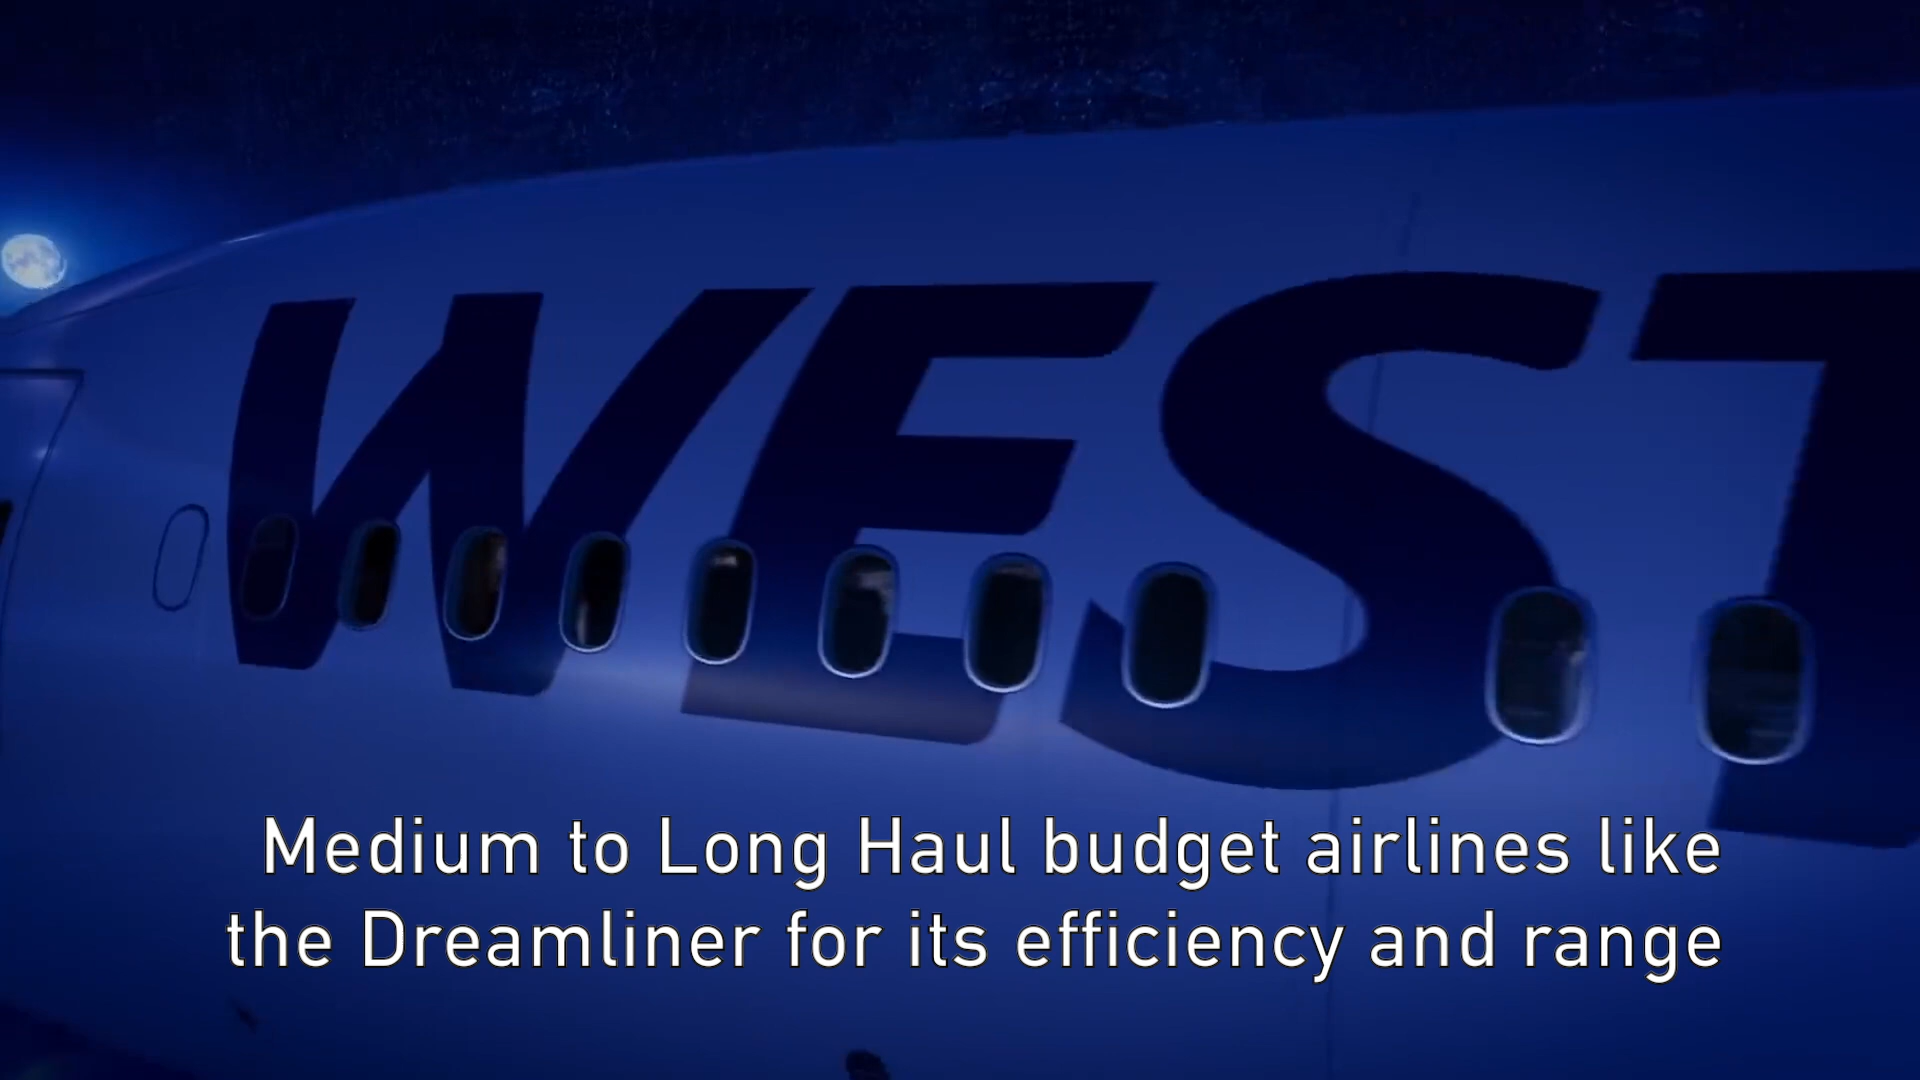 WEST
Medium to Long Haul budget airlines like
the Dreamliner for its efficiency and range